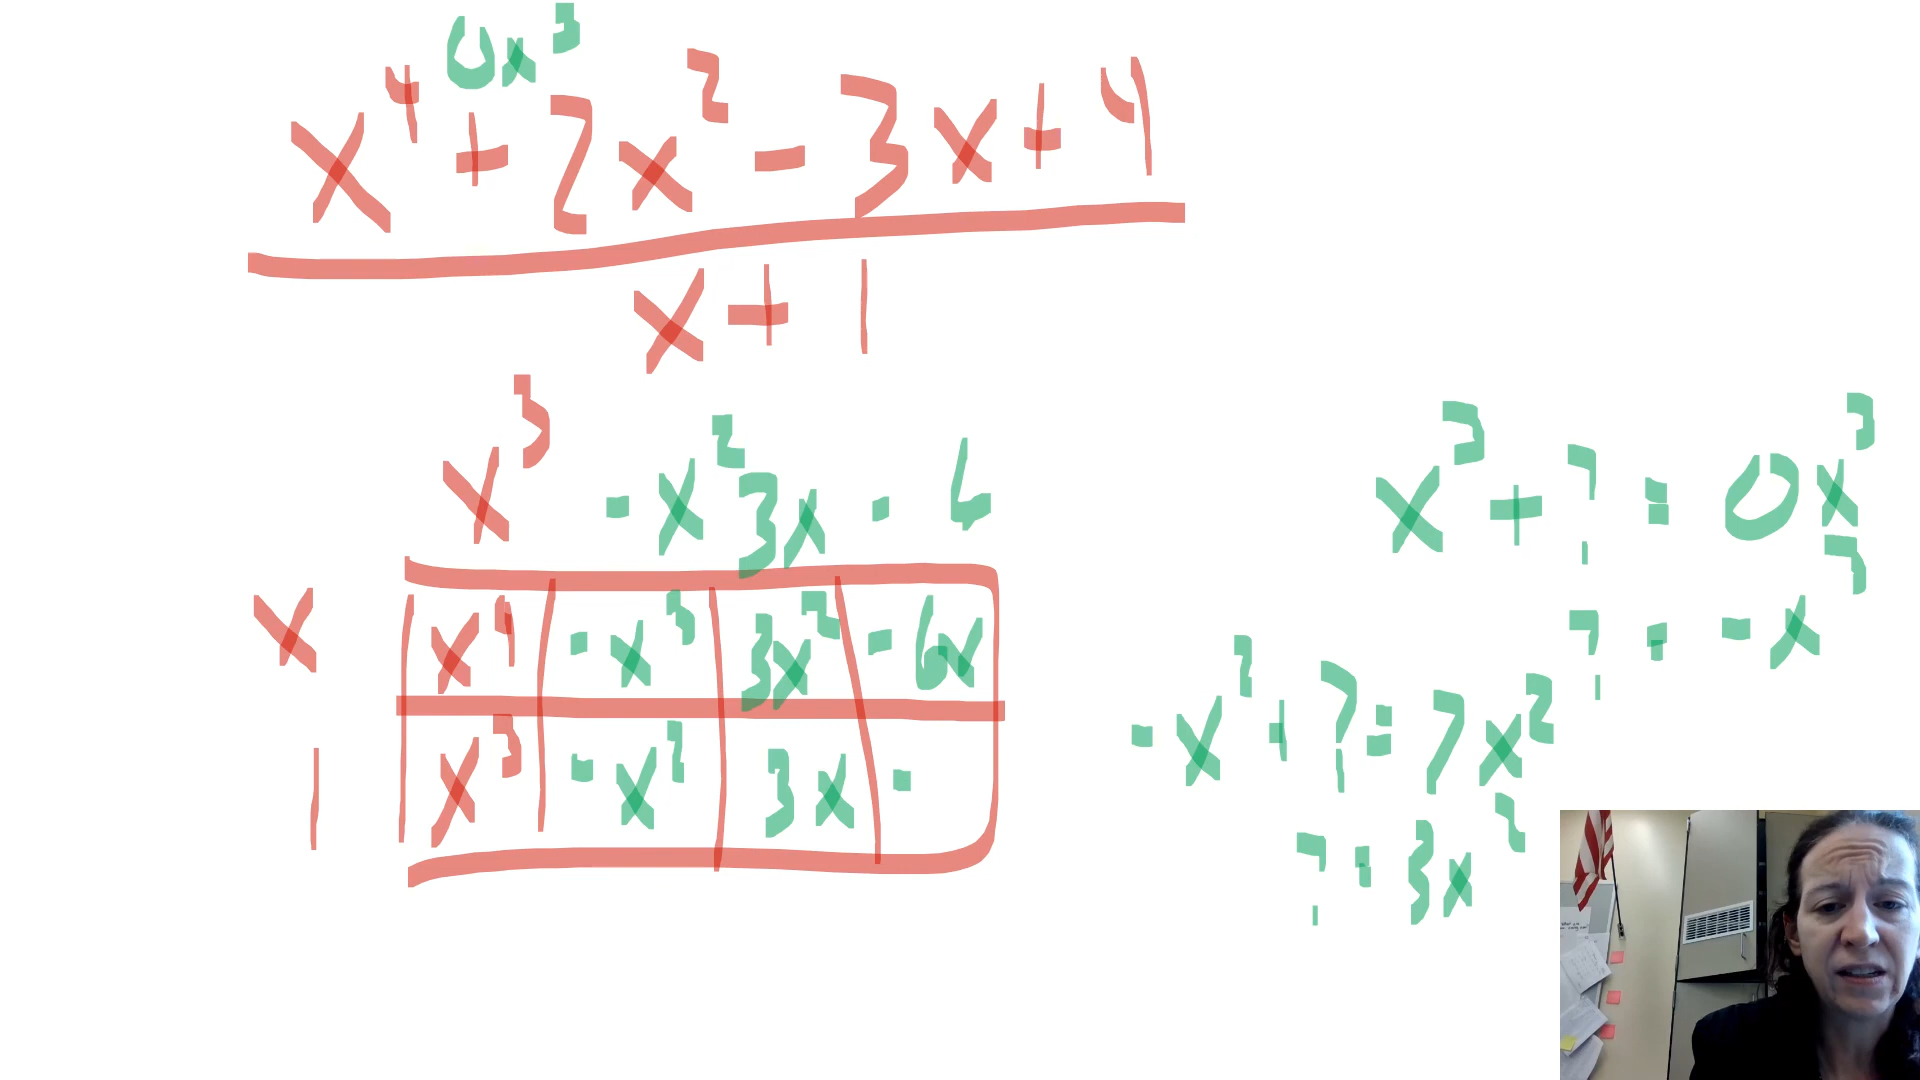 0x³
x⁴ + 2x² - 3x + 4
x + 1
x³ - x² 3x - 6
x x⁴ - x³ 3x² - 6x
1 x³ - x² 3x -
x³ + ? = 0x³
? = -x³
-x² + ? = 2x²
? = 3x²